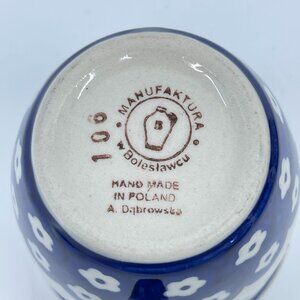 · MANUFAKTURA ·
B
w Bolesławcu
106
HAND MADE
IN POLAND
A. Dąbrowska